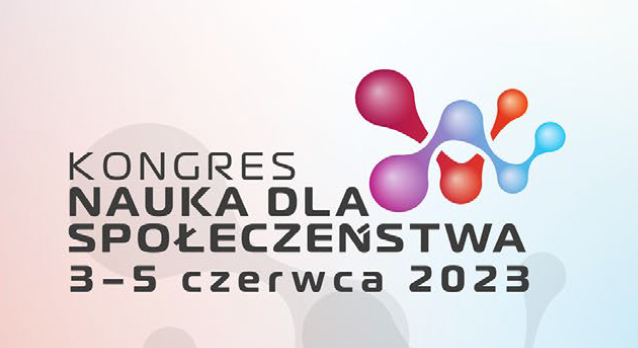 KONGRES
NAUKA DLA
SPOŁECZEŃSTWA
3–5 czerwca 2023